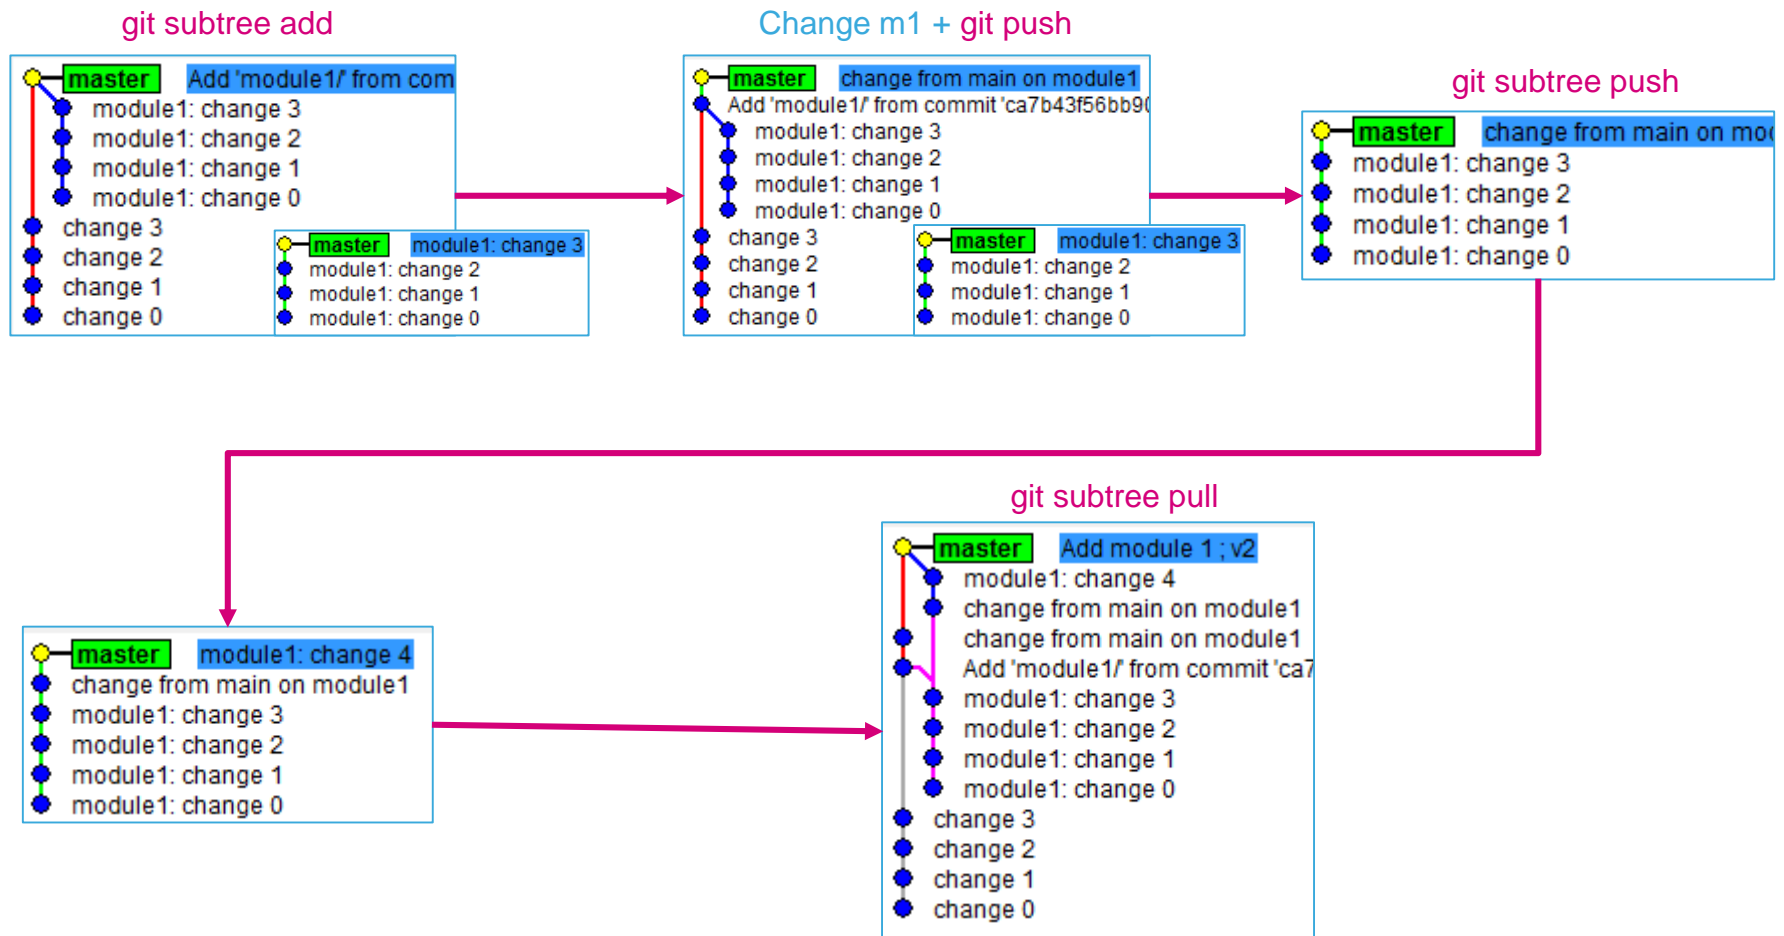 git subtree add
master Add 'module1/' from com
module1: change 3
module1: change 2
module1: change 1
module1: change 0
change 3
change 2
change 1
change 0
master module1: change 3
module1: change 2
module1: change 1
module1: change 0
Change m1 + git push
master change from main on module1
Add 'module1/' from commit 'ca7b43f56bb90
module1: change 3
module1: change 2
module1: change 1
module1: change 0
change 3
change 2
change 1
change 0
master module1: change 3
module1: change 2
module1: change 1
module1: change 0
git subtree push
master change from main on mod
module1: change 3
module1: change 2
module1: change 1
module1: change 0
master module1: change 4
change from main on module1
module1: change 3
module1: change 2
module1: change 1
module1: change 0
git subtree pull
master Add module 1 ; v2
module1: change 4
change from main on module1
change from main on module1
Add 'module1/' from commit 'ca7
module1: change 3
module1: change 2
module1: change 1
module1: change 0
change 3
change 2
change 1
change 0